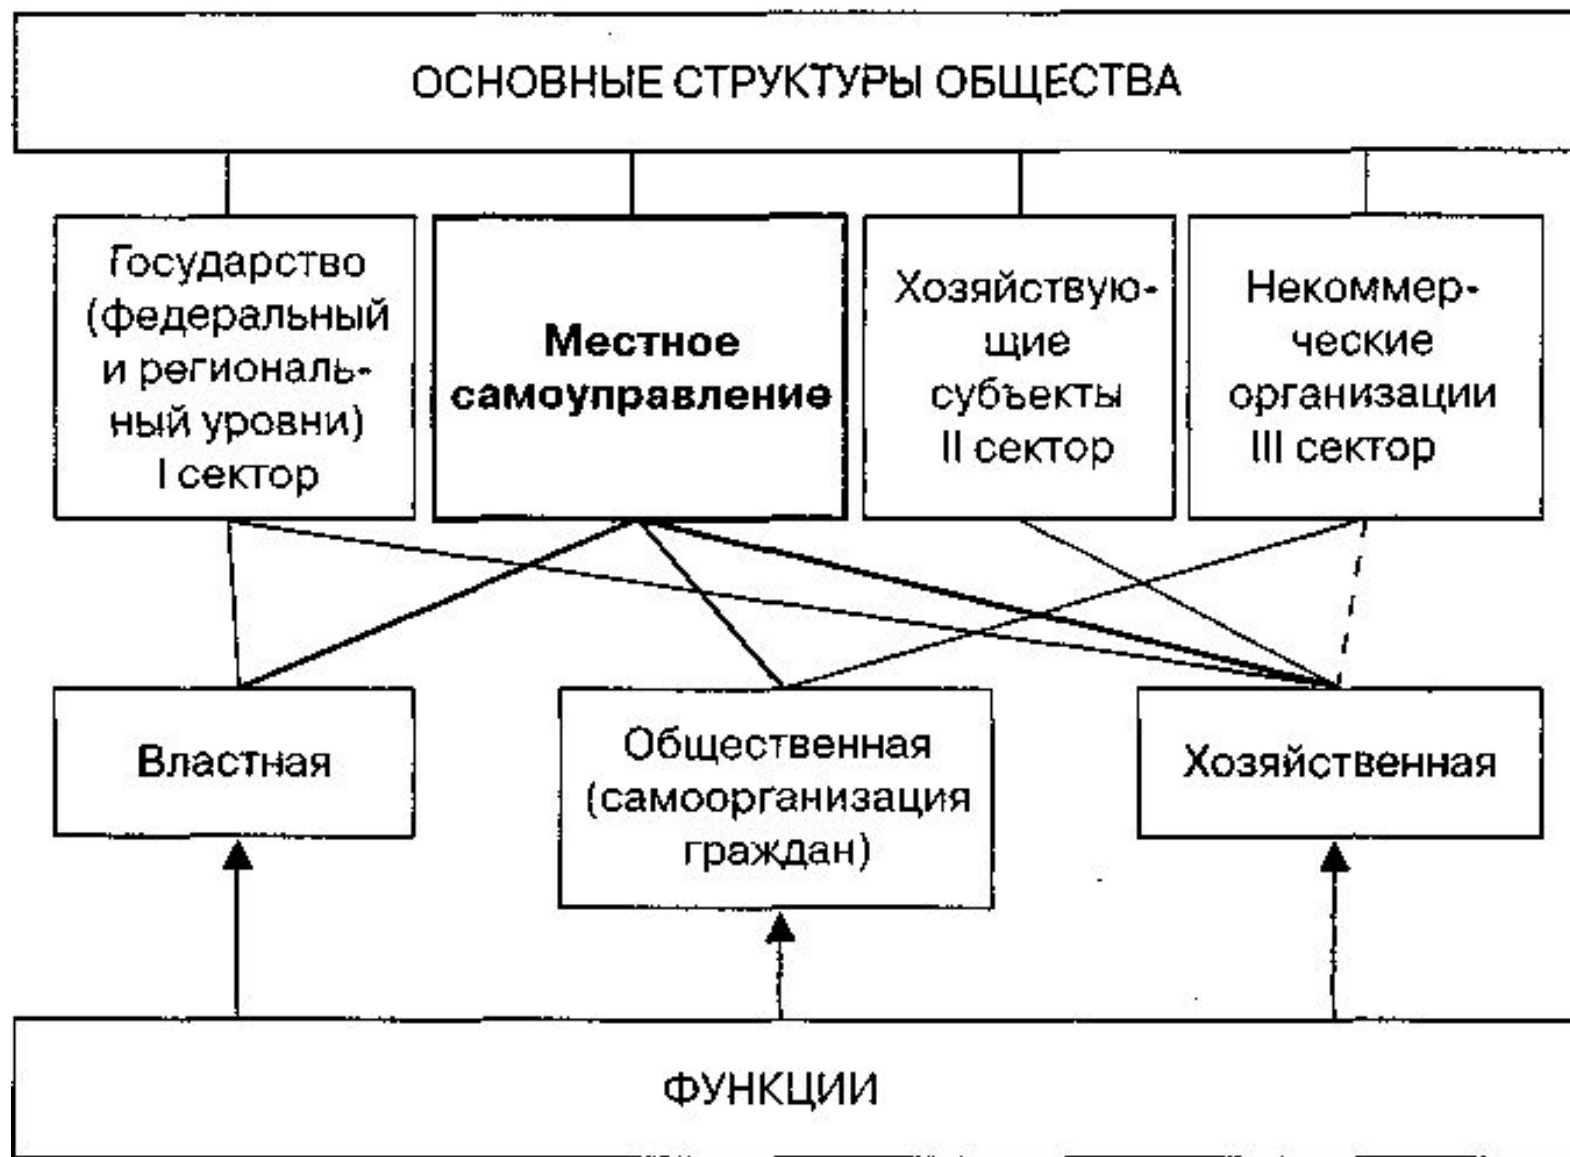 ОСНОВНЫЕ СТРУКТУРЫ ОБЩЕСТВА
Государство
(федеральный
и региональ-
ный уровни)
I сектор
Местное
самоуправление
Хозяйствую-
щие
субъекты
II сектор
Некоммер-
ческие
организации
III сектор
Властная
Общественная
(самоорганизация
граждан)
Хозяйственная
ФУНКЦИИ